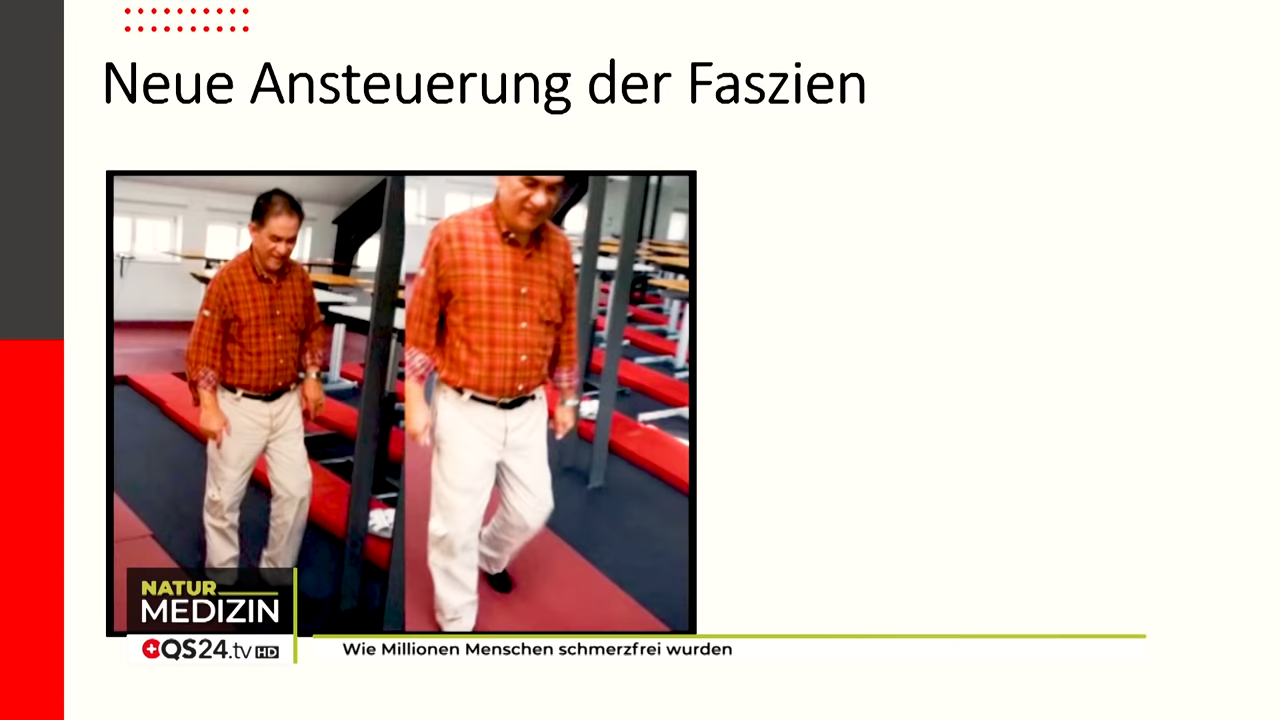 Neue Ansteuerung der Faszien
NATUR
MEDIZIN
QS24.tv HD
Wie Millionen Menschen schmerzfrei wurden